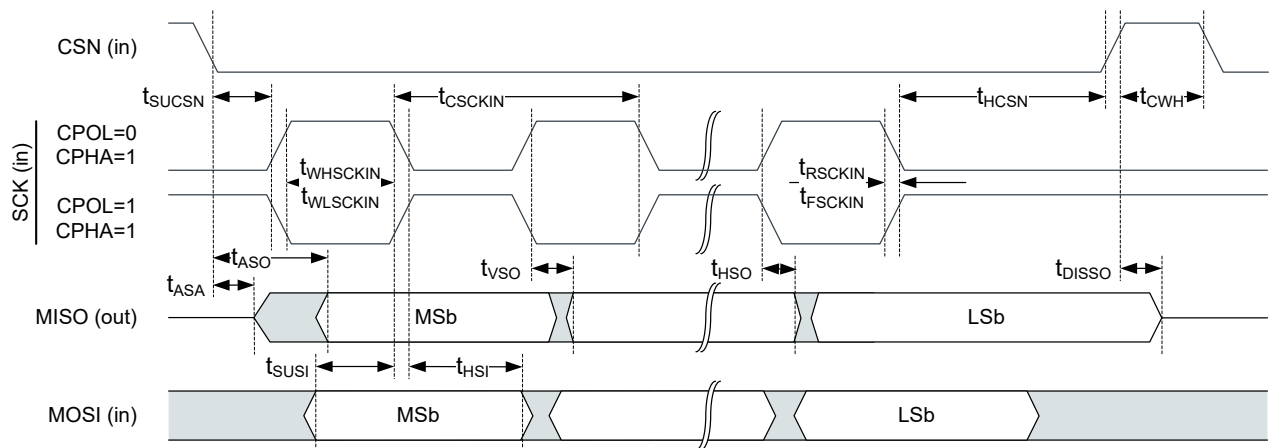 CSN (in)
tSUCSN
tCSCKIN
tHCSN
tCWH
SCK (in)
CPOL=0
CPHA=1
tWHSCKIN
tWLSCKIN
tRSCKIN
tFSCKIN
CPOL=1
CPHA=1
tASO
tASA
tVSO
tHSO
tDISSO
MISO (out)
MSb
LSb
tSUSI
tHSI
MOSI (in)
MSb
LSb